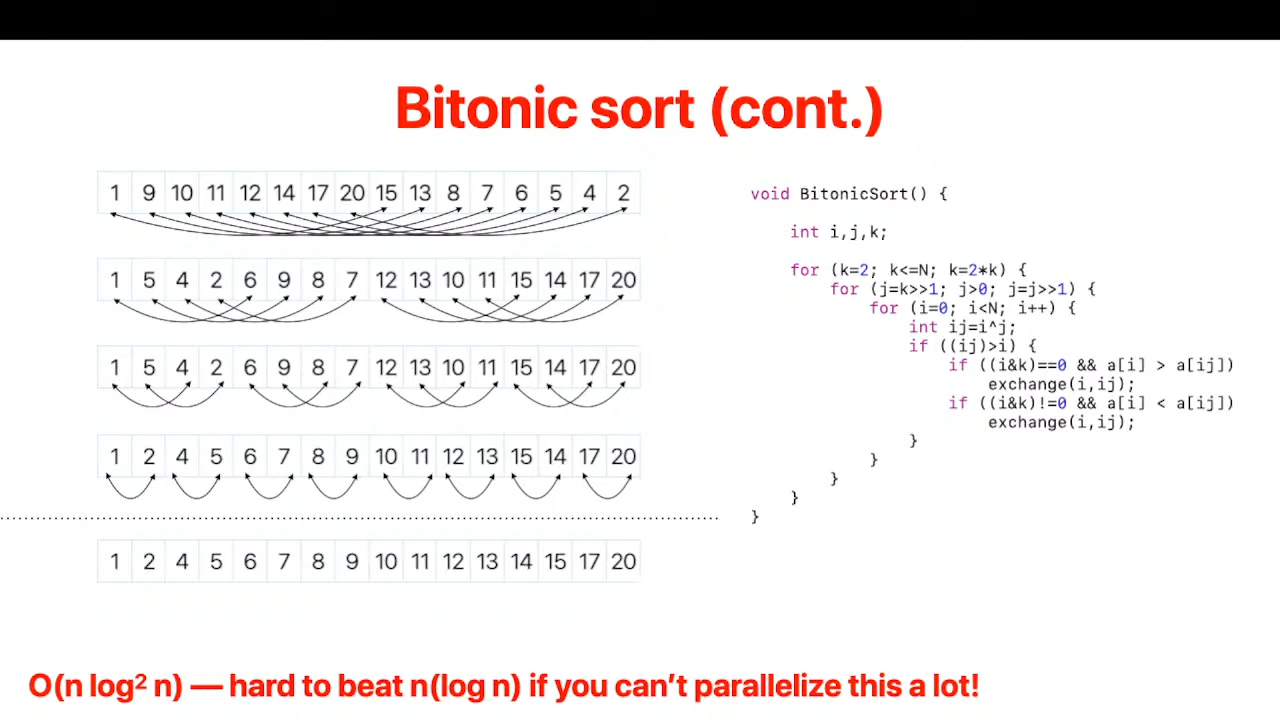 Bitonic sort (cont.)
1 9 10 11 12 14 17 20 15 13 8 7 6 5 4 2
1 5 4 2 6 9 8 7 12 13 10 11 15 14 17 20
1 5 4 2 6 9 8 7 12 13 10 11 15 14 17 20
1 2 4 5 6 7 8 9 10 11 12 13 15 14 17 20
1 2 4 5 6 7 8 9 10 11 12 13 14 15 17 20
void BitonicSort() {
int i,j,k;
for (k=2; k<=N; k=2*k) {
for (j=k>>1; j>0; j=j>>1) {
for (i=0; i<N; i++) {
int ij=i^j;
if ((ij)>i) {
if ((i&k)==0 && a[i] > a[ij])
exchange(i,ij);
if ((i&k)!=0 && a[i] < a[ij])
exchange(i,ij);
}
}
}
}
}
O(n log² n) — hard to beat n(log n) if you can’t parallelize this a lot!